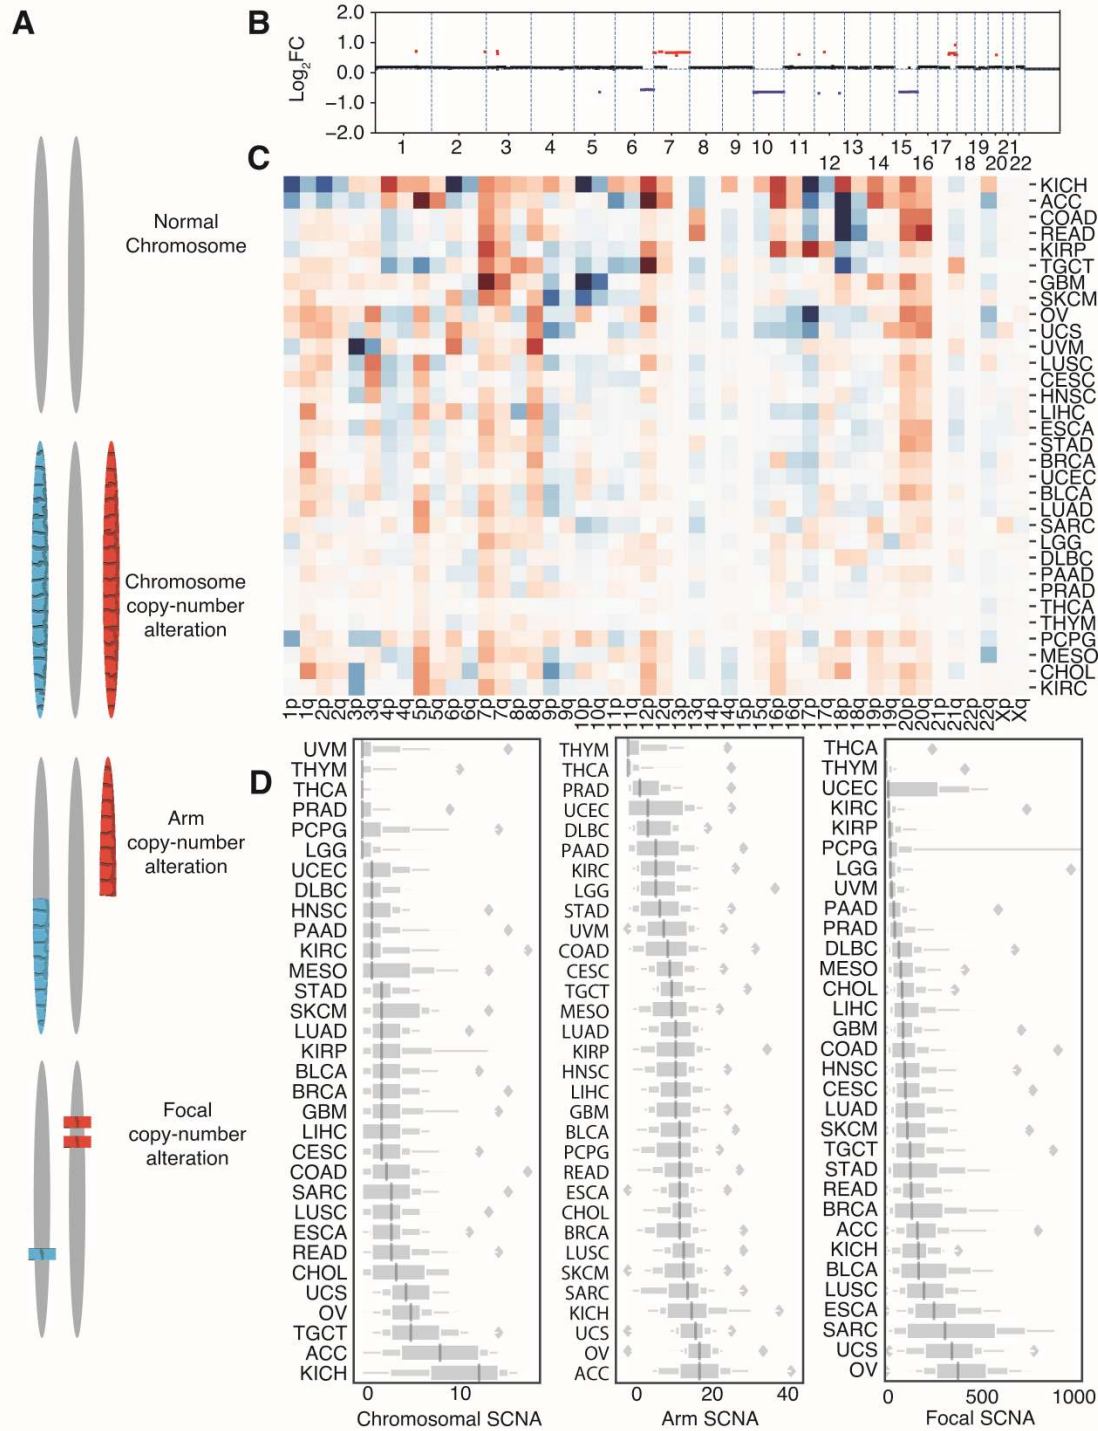 A
Normal
Chromosome
Chromosome
copy-number
alteration
Arm
copy-number
alteration
Focal
copy-number
alteration
B
Log2FC
2.0
1.0
0.0
−1.0
−2.0
1 2 3 4 5 6 7 8 9 10 11 13 15 17 19 21
12 14 16 18 20 22
C
KICH
ACC
COAD
READ
KIRP
TGCT
GBM
SKCM
OV
UCS
UVM
LUSC
CESC
HNSC
LIHC
ESCA
STAD
BRCA
UCEC
BLCA
LUAD
SARC
LGG
DLBC
PAAD
PRAD
THCA
THYM
PCPG
MESO
CHOL
KIRC
1p 1q 2p 2q 3p 3q 4p 4q 5p 5q 6p 6q 7p 7q 8p 8q 9p 9q 10p 10q 11p 11q 12p 12q 13p 13q 14p 14q 15p 15q 16p 16q 17p 17q 18p 18q 19p 19q 20p 20q 21p 21q 22p 22q Xp Xq
D
UVM
THYM
THCA
PRAD
PCPG
LGG
UCEC
DLBC
HNSC
PAAD
KIRC
MESO
STAD
SKCM
LUAD
KIRP
BLCA
BRCA
GBM
LIHC
CESC
COAD
SARC
LUSC
ESCA
READ
CHOL
UCS
OV
TGCT
ACC
KICH
0 10
Chromosomal SCNA
THYM
THCA
PRAD
UCEC
DLBC
PAAD
KIRC
LGG
STAD
UVM
COAD
CESC
TGCT
MESO
LUAD
KIRP
HNSC
LIHC
GBM
BLCA
PCPG
READ
ESCA
CHOL
BRCA
LUSC
SKCM
SARC
KICH
UCS
OV
ACC
0 20 40
Arm SCNA
THCA
THYM
UCEC
KIRC
KIRP
PCPG
LGG
UVM
PAAD
PRAD
DLBC
MESO
CHOL
LIHC
GBM
COAD
HNSC
CESC
LUAD
SKCM
TGCT
STAD
READ
BRCA
ACC
KICH
BLCA
LUSC
ESCA
SARC
UCS
OV
0 500 1000
Focal SCNA